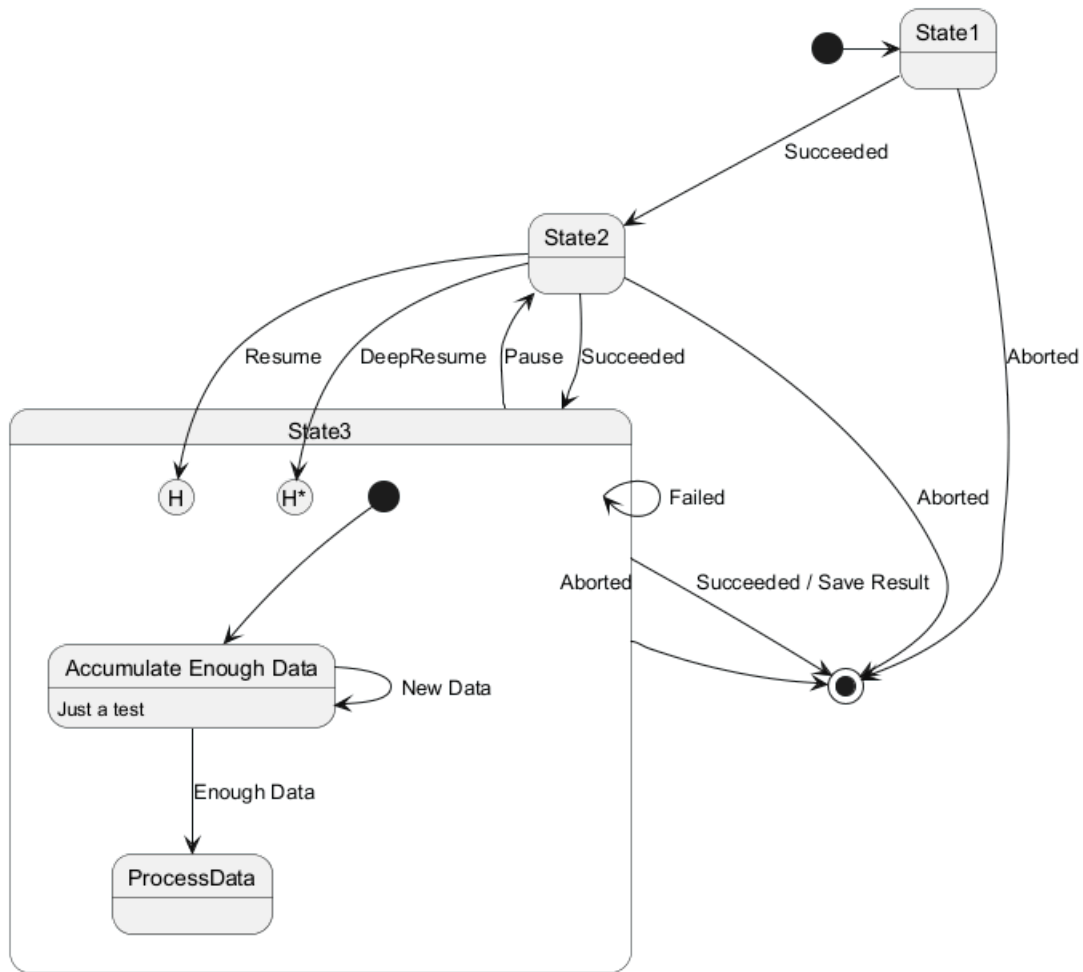 State1
Succeeded
State2
Resume
DeepResume
Pause
Succeeded
Aborted
State3
H
H*
Failed
Aborted
Aborted
Succeeded / Save Result
Accumulate Enough Data
New Data
Just a test
Enough Data
ProcessData